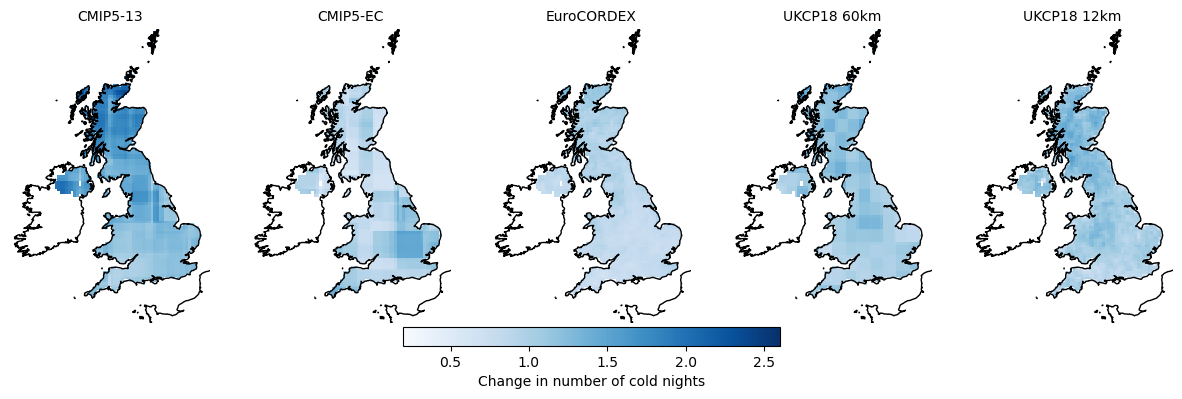 CMIP5-13
CMIP5-EC
EuroCORDEX
UKCP18 60km
UKCP18 12km
0.5
1.0
1.5
2.0
2.5
Change in number of cold nights